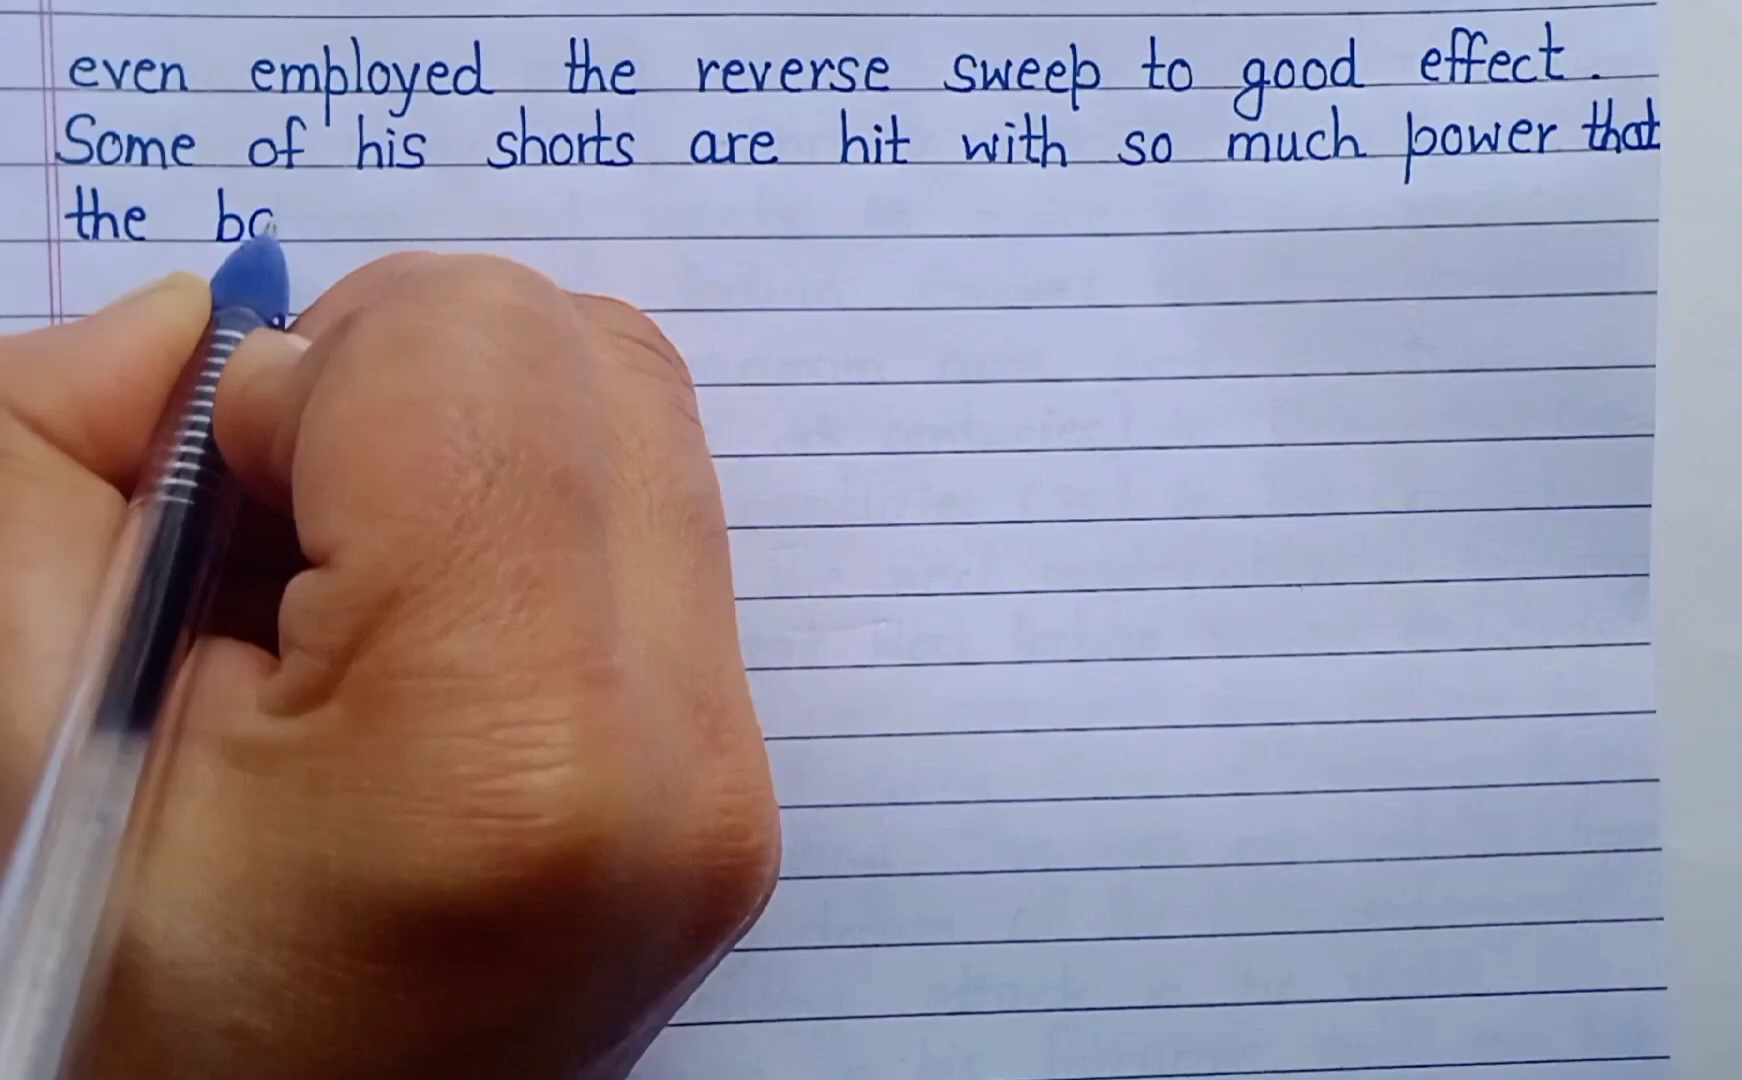 even employed the reverse sweep to good effect.
Some of his shorts are hit with so much power that
the ba